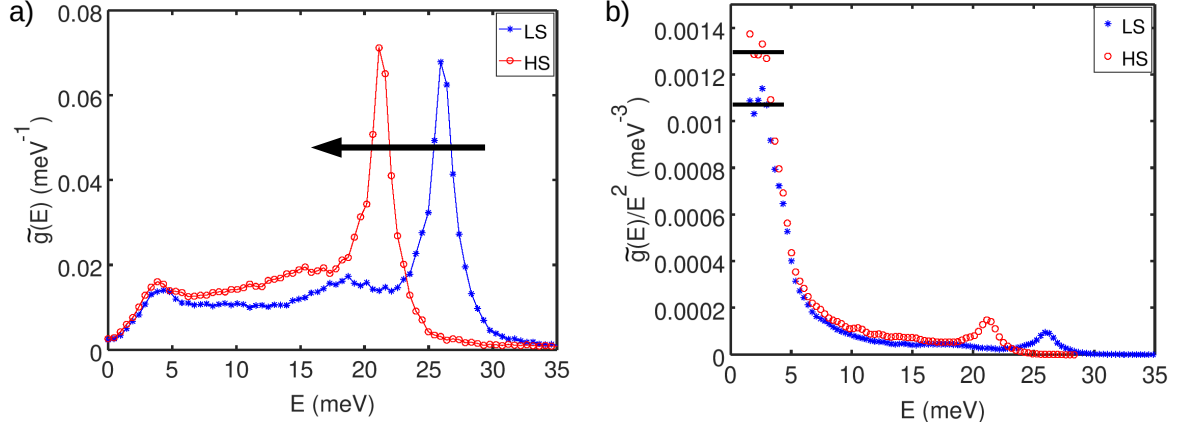 a)
LS
HS
0.08
0.06
0.04
0.02
0
g̃(E) (meV⁻¹)
0 5 10 15 20 25 30 35
E (meV)
b)
LS
HS
0.0014
0.0012
0.001
0.0008
0.0006
0.0004
0.0002
0
g̃(E)/E² (meV⁻³)
0 5 10 15 20 25 30 35
E (meV)